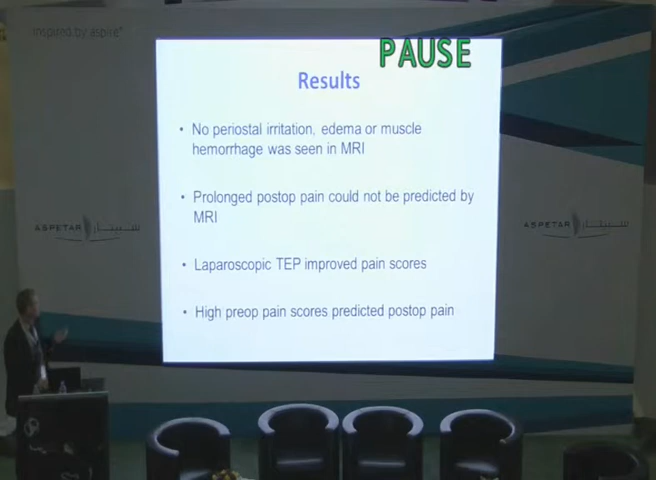 inspired by aspire
PAUSE
Results
• No periostal irritation, edema or muscle
hemorrhage was seen in MRI
• Prolonged postop pain could not be predicted by
MRI
• Laparoscopic TEP improved pain scores
• High preop pain scores predicted postop pain
ASPETAR سبيتار
ASPETAR سبيتار